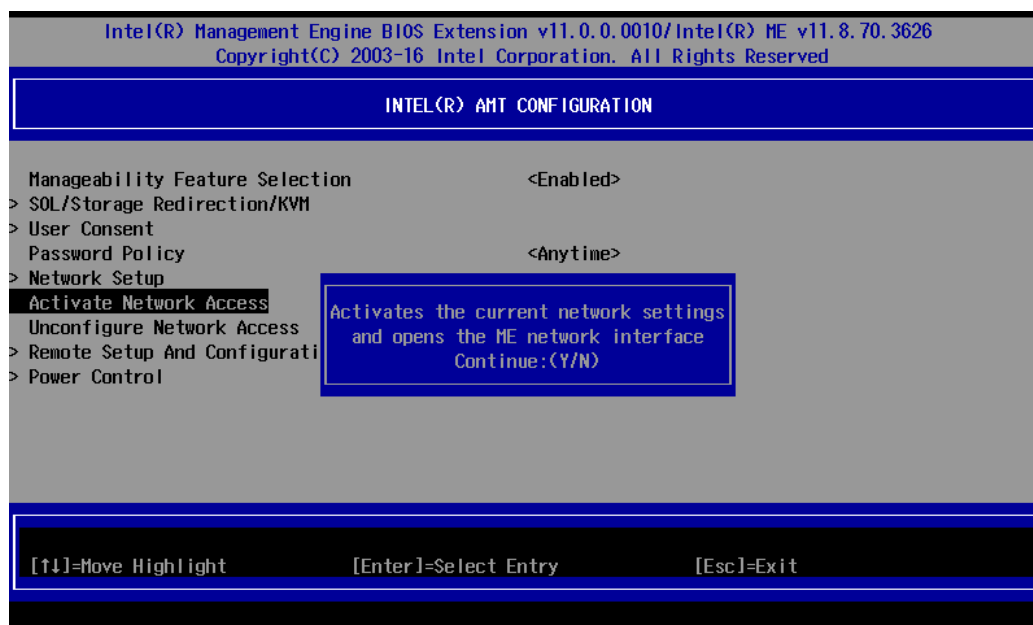 Intel(R) Management Engine BIOS Extension v11.0.0.0010/Intel(R) ME v11.8.70.3626
Copyright(C) 2003-16 Intel Corporation. All Rights Reserved
INTEL(R) AMT CONFIGURATION
Manageability Feature Selection <Enabled>
> SOL/Storage Redirection/KVM
> User Consent
Password Policy <Anytime>
> Network Setup
Activate Network Access
Unconfigure Network Access
> Remote Setup And Configurati
> Power Control
Activates the current network settings
and opens the ME network interface
Continue:(Y/N)
[↑↓]=Move Highlight [Enter]=Select Entry [Esc]=Exit